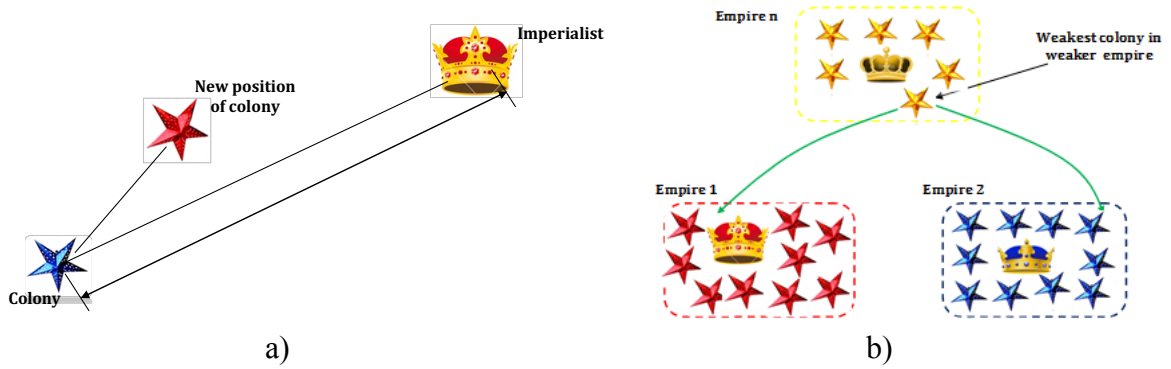 Imperialist
New position
of colony
Colony
a)
Empire n
Weakest colony in
weaker empire
Empire 1
Empire 2
b)